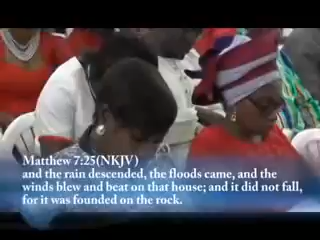 Matthew 7:25(NKJV)
and the rain descended, the floods came, and the
winds blew and beat on that house; and it did not fall,
for it was founded on the rock.